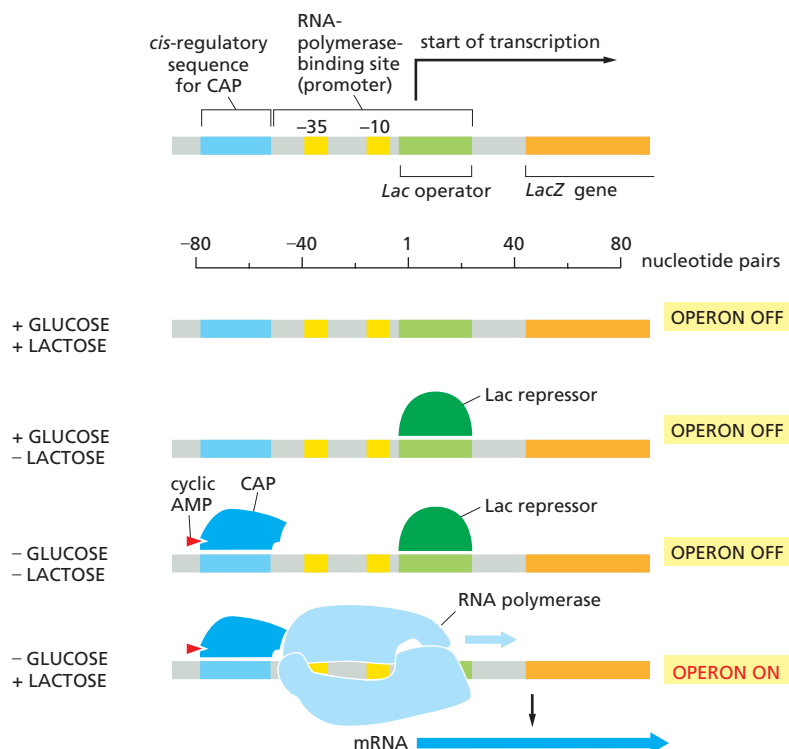 cis-regulatory
sequence
for CAP
RNA-
polymerase-
binding site
(promoter)
start of transcription
–35
–10
Lac operator
LacZ gene
–80
–40
1
40
80
nucleotide pairs
+ GLUCOSE
+ LACTOSE
OPERON OFF
Lac repressor
+ GLUCOSE
– LACTOSE
OPERON OFF
cyclic
AMP
CAP
Lac repressor
– GLUCOSE
– LACTOSE
OPERON OFF
RNA polymerase
– GLUCOSE
+ LACTOSE
OPERON ON
mRNA